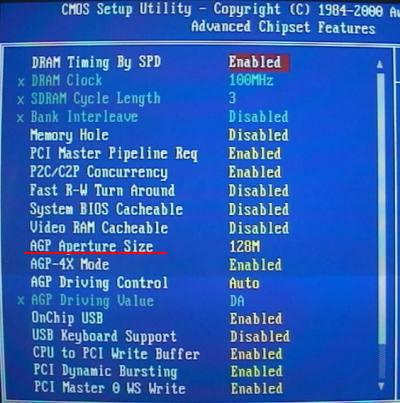 CMOS Setup Utility - Copyright (C) 1984-2000
Advanced Chipset Features
DRAM Timing By SPD Enabled
x DRAM Clock 100MHz
x SDRAM Cycle Length 3
x Bank Interleave Disabled
Memory Hole Disabled
PCI Master Pipeline Req Enabled
P2C/C2P Concurrency Enabled
Fast R-W Turn Around Disabled
System BIOS Cacheable Disabled
Video RAM Cacheable Disabled
AGP Aperture Size 128M
AGP-4X Mode Enabled
AGP Driving Control Auto
x AGP Driving Value DA
OnChip USB Enabled
USB Keyboard Support Disabled
CPU to PCI Write Buffer Enabled
PCI Dynamic Bursting Enabled
PCI Master 0 WS Write Enabled